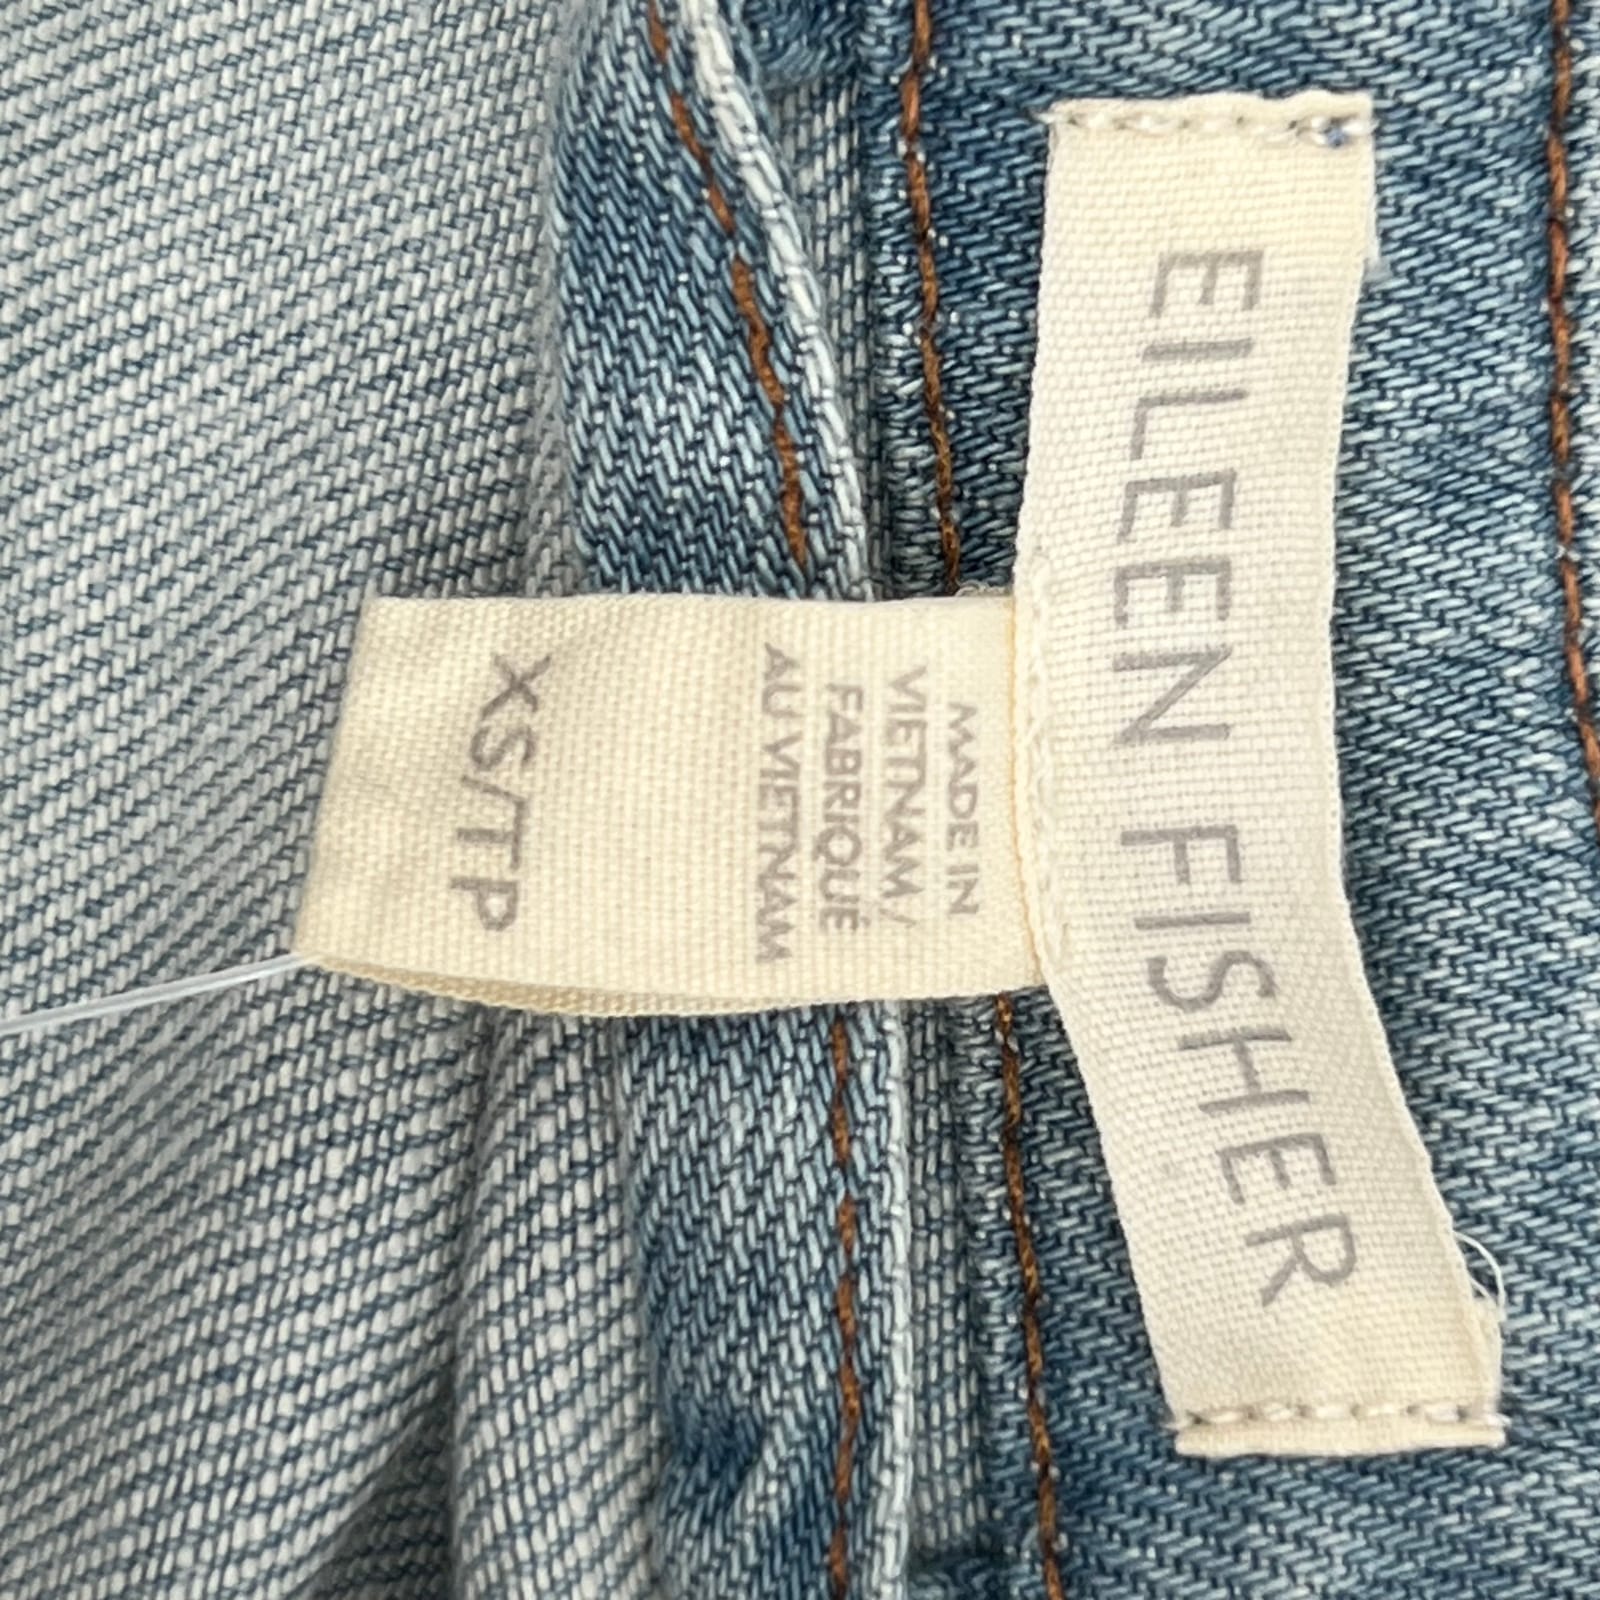 EILEEN FISHER
MADE IN
VIETNAM /
FABRIQUÉ
AU VIETNAM
XS/TP